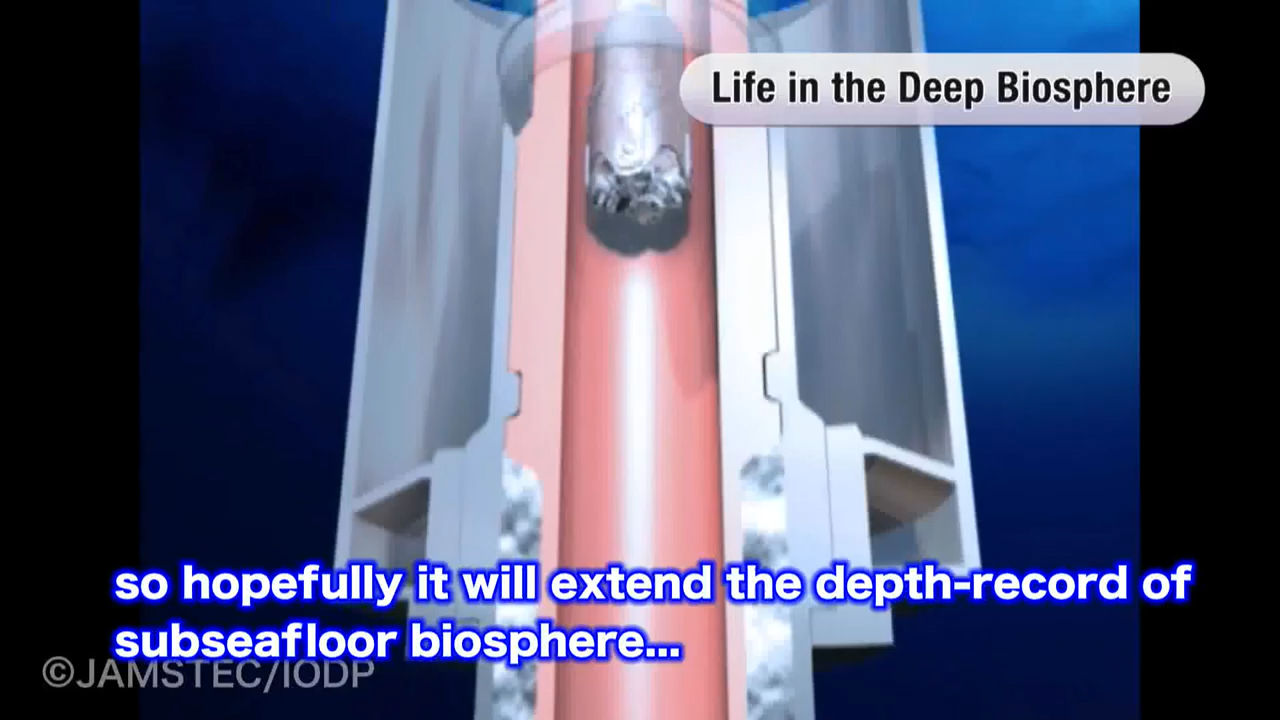 Life in the Deep Biosphere
so hopefully it will extend the depth-record of
subseafloor biosphere...
©JAMSTEC/IODP